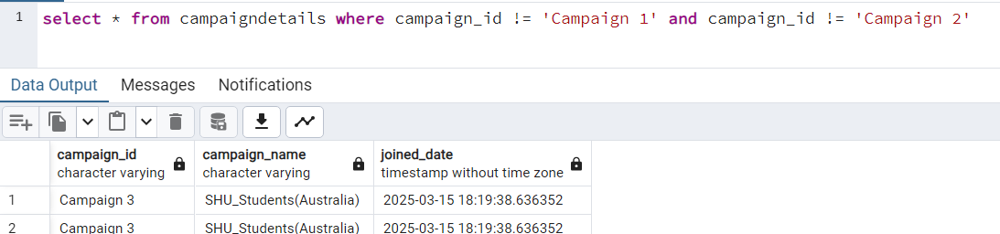 1 select * from campaigndetails where campaign_id != 'Campaign 1' and campaign_id != 'Campaign 2'
Data Output Messages Notifications
campaign_id campaign_name joined_date
character varying character varying timestamp without time zone
1 Campaign 3 SHU_Students(Australia) 2025-03-15 18:19:38.636352
2 Campaign 3 SHU_Students(Australia) 2025-03-15 18:19:38.636352